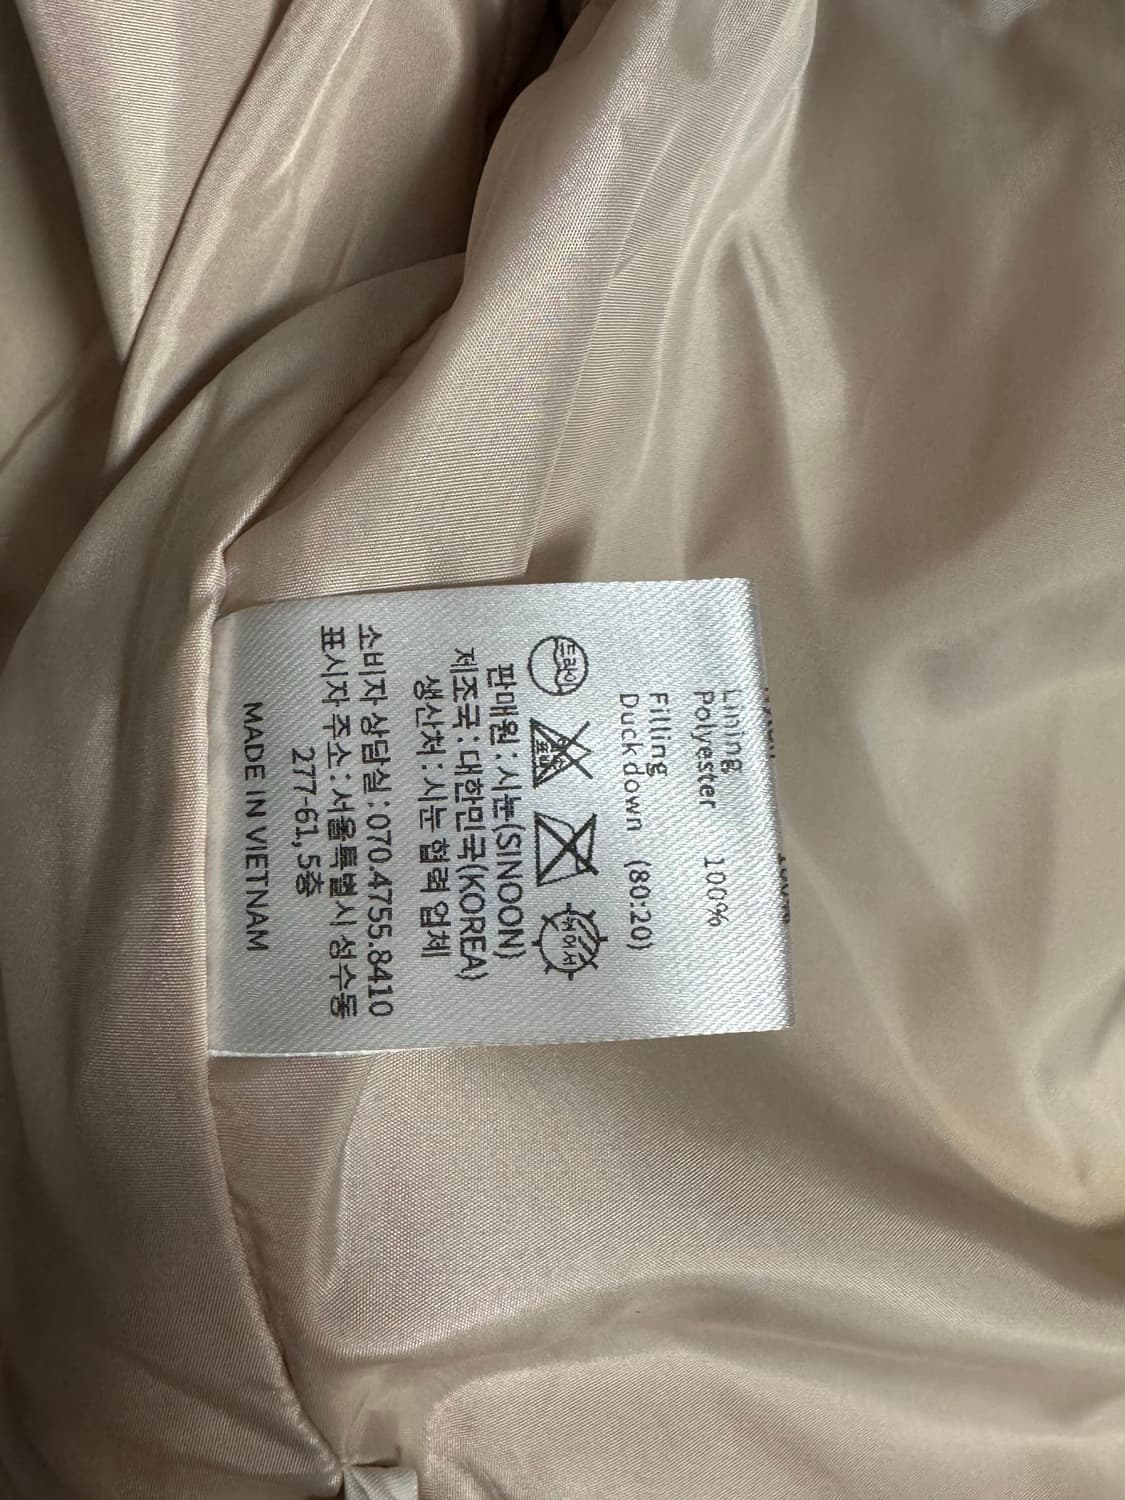 Lining
Polyester 100%
Filling
Duck down (80:20)
드라이
판매원 : 시눈(SINOON)
제조국 : 대한민국(KOREA)
생산처 : 시눈 협력 업체
소비자 상담실 : 070.4755.8410
표시자 주소 : 서울특별시 성수동
277-61, 5층
MADE IN VIETNAM